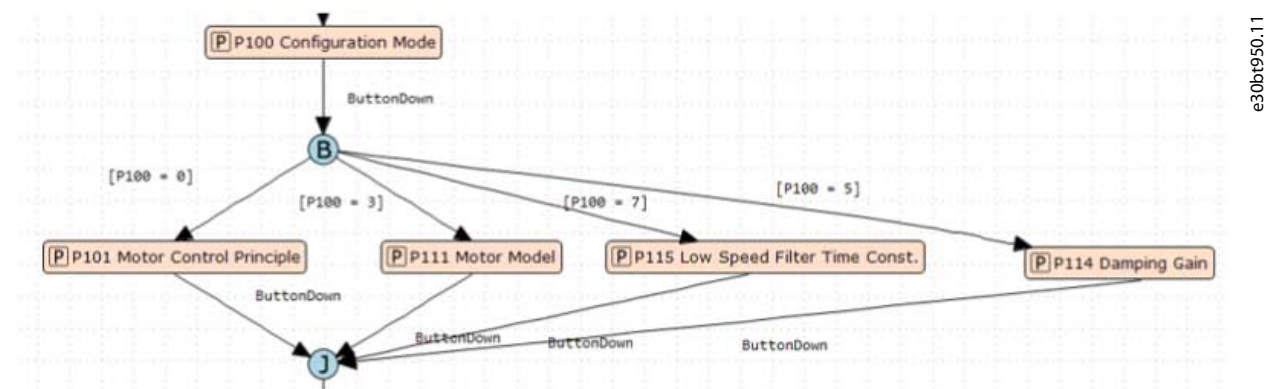 P P100 Configuration Mode
e30bt950.11
ButtonDown
B
[P100 = 0]
[P100 = 3]
[P100 = 7]
[P100 = 5]
P P101 Motor Control Principle
P P111 Motor Model
P P115 Low Speed Filter Time Const.
P P114 Damping Gain
ButtonDown
ButtonDown
ButtonDown
ButtonDown
J